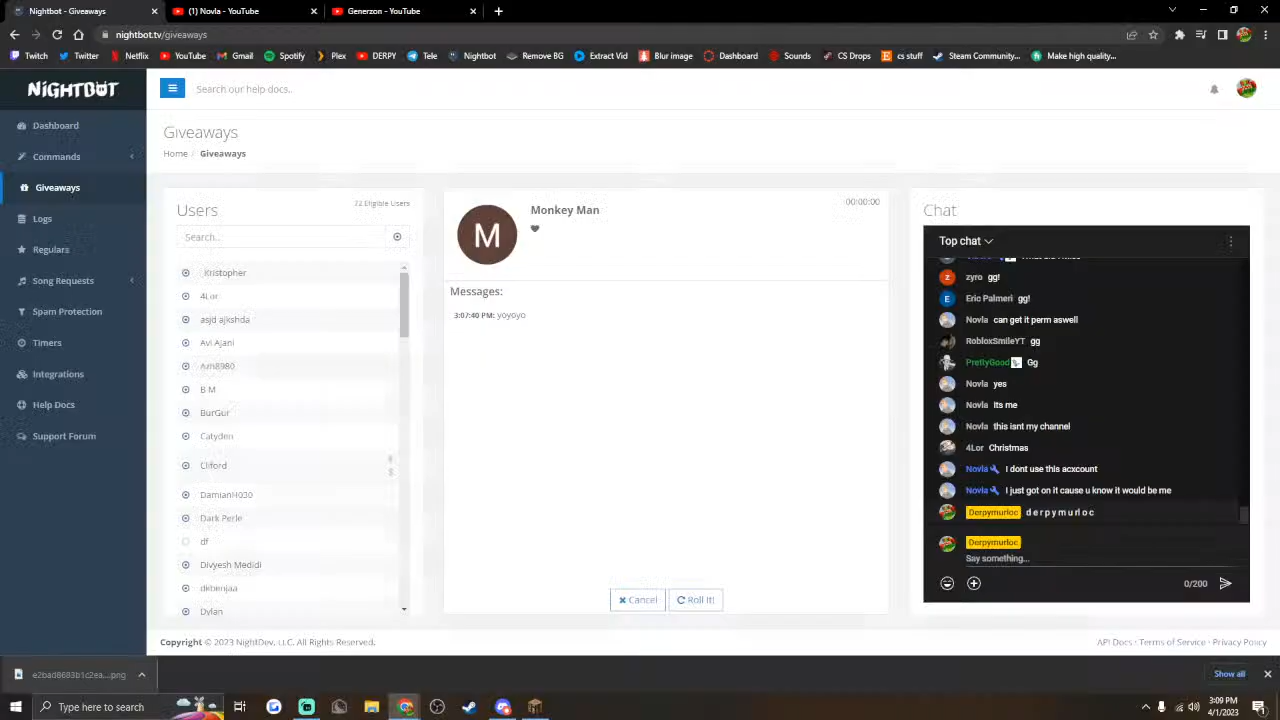 Nightbot - Giveaways
(1) Novla - YouTube
Generzon - YouTube
nightbot.tv/giveaways
Twitch
Twitter
Netflix
YouTube
Gmail
Spotify
Plex
DERPY
Tele
Nightbot
Remove BG
Extract Vid
Blur image
Dashboard
Sounds
CS Drops
cs stuff
Steam Community...
Make high quality...
NIGHTBOT
Search our help docs..
Dashboard
Commands
Giveaways
Logs
Regulars
Song Requests
Spam Protection
Timers
Integrations
Help Docs
Support Forum
Giveaways
Home / Giveaways
Users
72 Eligible Users
Search...
Kristopher
4Lor
asjd ajkshda
Avi Ajani
Avn8980
B M
BurGur
Catyden
Cliford
DamianH030
Dark Perle
df
Divyesh Medidi
dkbenjaa
Dylan
M
Monkey Man
00:00:00
Messages:
3:07:40 PM: yoyoyo
Cancel
Roll It!
Chat
Top chat
zyro gg!
Eric Palmeri gg!
Novla can get it perm aswell
RobloxSmileYT gg
PrettyGood Gg
Novla yes
Novla Its me
Novla this isnt my channel
4Lor Christmas
Novla I dont use this acxcount
Novla I just got on it cause u know it would be me
Derpymurloc d e r p y m u r l o c
Derpymurloc
Say something...
0/200
Copyright © 2023 NightDev, LLC. All Rights Reserved.
API Docs · Terms of Service · Privacy Policy
e2bad8683b1c2ea....png
Show all
Type here to search
3:09 PM
4/1/2023